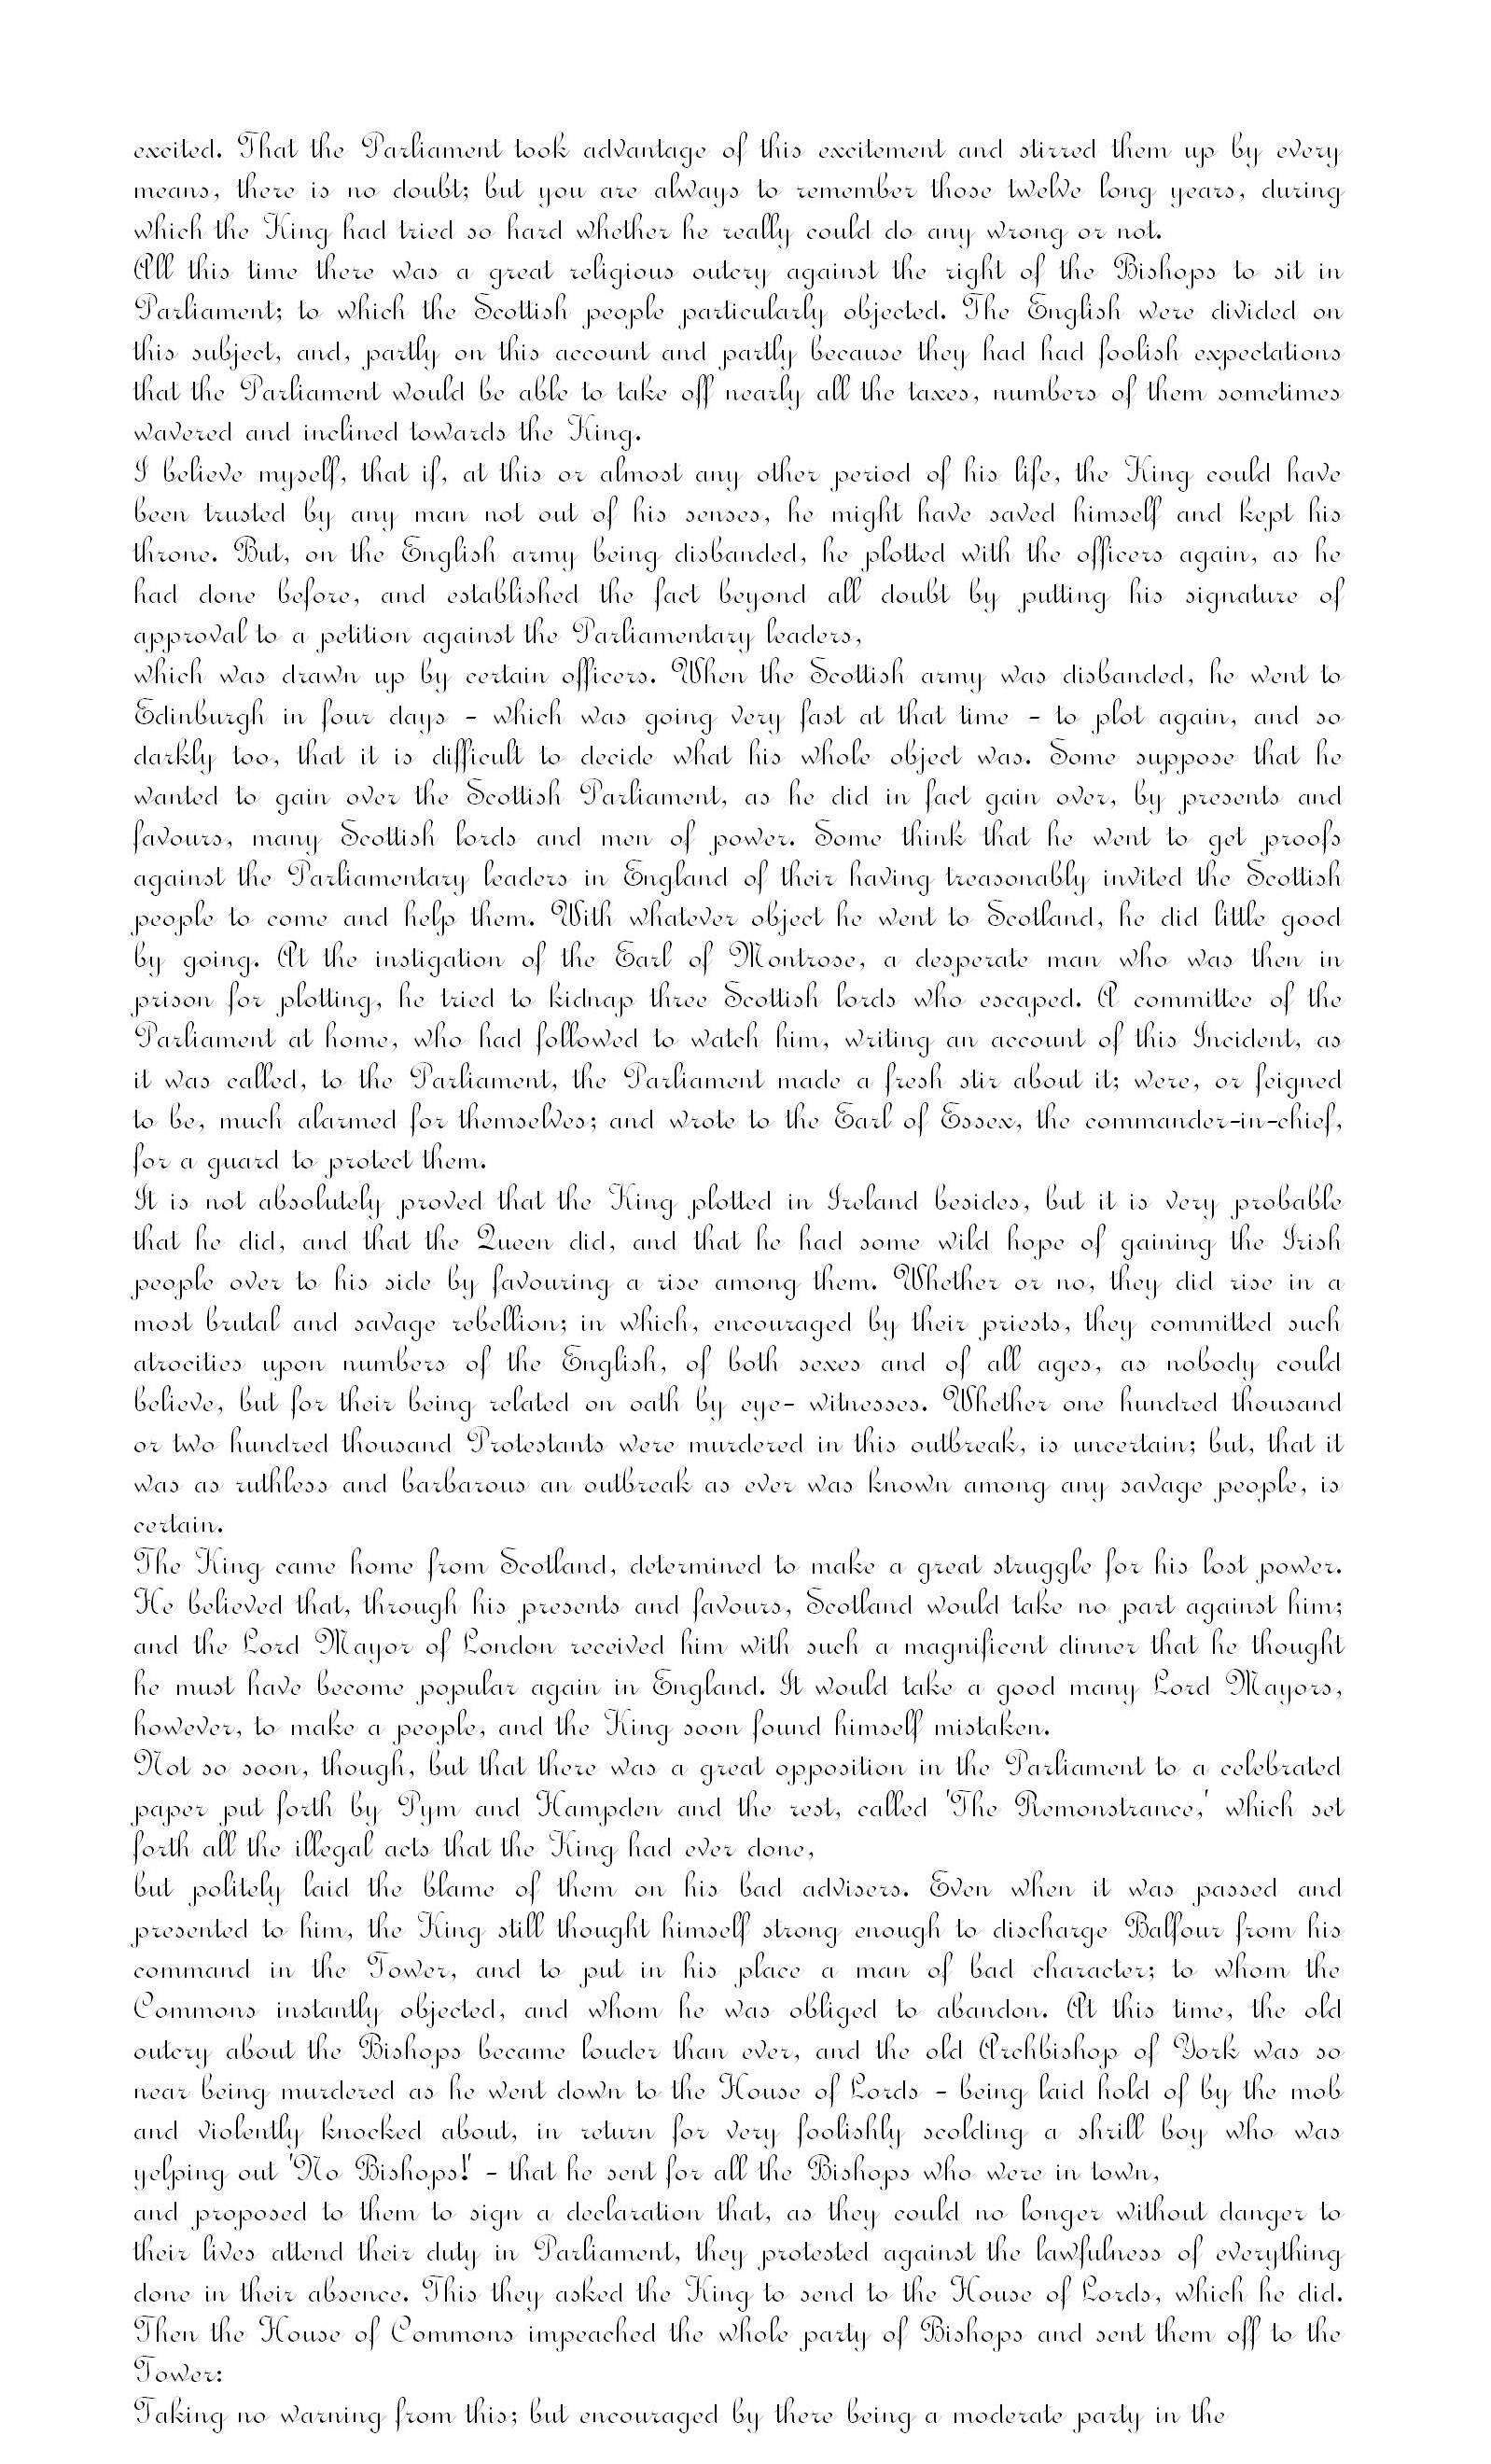 excited. That the Parliament took advantage of this excitement and stirred them up by every
means, there is no doubt; but you are always to remember those twelve long years, during
which the King had tried so hard whether he really could do any wrong or not.
All this time there was a great religious outcry against the right of the Bishops to sit in
Parliament; to which the Scottish people particularly objected. The English were divided on
this subject, and, partly on this account and partly because they had had foolish expectations
that the Parliament would be able to take off nearly all the taxes, numbers of them sometimes
wavered and inclined towards the King.
I believe myself, that if, at this or almost any other period of his life, the King could have
been trusted by any man not out of his senses, he might have saved himself and kept his
throne. But, on the English army being disbanded, he plotted with the officers again, as he
had done before, and established the fact beyond all doubt by putting his signature of
approval to a petition against the Parliamentary leaders,
which was drawn up by certain officers. When the Scottish army was disbanded, he went to
Edinburgh in four days - which was going very fast at that time - to plot again, and so
darkly too, that it is difficult to decide what his whole object was. Some suppose that he
wanted to gain over the Scottish Parliament, as he did in fact gain over, by presents and
favours, many Scottish lords and men of power. Some think that he went to get proofs
against the Parliamentary leaders in England of their having treasonably invited the Scottish
people to come and help them. With whatever object he went to Scotland, he did little good
by going. At the instigation of the Earl of Montrose, a desperate man who was then in
prison for plotting, he tried to kidnap three Scottish lords who escaped. A committee of the
Parliament at home, who had followed to watch him, writing an account of this Incident, as
it was called, to the Parliament, the Parliament made a fresh stir about it; were, or feigned
to be, much alarmed for themselves; and wrote to the Earl of Essex, the commander-in-chief,
for a guard to protect them.
It is not absolutely proved that the King plotted in Ireland besides, but it is very probable
that he did, and that the Queen did, and that he had some wild hope of gaining the Irish
people over to his side by favouring a rise among them. Whether or no, they did rise in a
most brutal and savage rebellion; in which, encouraged by their priests, they committed such
atrocities upon numbers of the English, of both sexes and of all ages, as nobody could
believe, but for their being related on oath by eye- witnesses. Whether one hundred thousand
or two hundred thousand Protestants were murdered in this outbreak, is uncertain; but, that it
was as ruthless and barbarous an outbreak as ever was known among any savage people, is
certain.
The King came home from Scotland, determined to make a great struggle for his lost power.
He believed that, through his presents and favours, Scotland would take no part against him;
and the Lord Mayor of London received him with such a magnificent dinner that he thought
he must have become popular again in England. It would take a good many Lord Mayors,
however, to make a people, and the King soon found himself mistaken.
Not so soon, though, but that there was a great opposition in the Parliament to a celebrated
paper put forth by Pym and Hampden and the rest, called 'The Remonstrance,' which set
forth all the illegal acts that the King had ever done,
but politely laid the blame of them on his bad advisers. Even when it was passed and
presented to him, the King still thought himself strong enough to discharge Balfour from his
command in the Tower, and to put in his place a man of bad character; to whom the
Commons instantly objected, and whom he was obliged to abandon. At this time, the old
outcry about the Bishops became louder than ever, and the old Archbishop of York was so
near being murdered as he went down to the House of Lords - being laid hold of by the mob
and violently knocked about, in return for very foolishly scolding a shrill boy who was
yelping out 'No Bishops!' - that he sent for all the Bishops who were in town,
and proposed to them to sign a declaration that, as they could no longer without danger to
their lives attend their duty in Parliament, they protested against the lawfulness of everything
done in their absence. This they asked the King to send to the House of Lords, which he did.
Then the House of Commons impeached the whole party of Bishops and sent them off to the
Tower:
Taking no warning from this; but encouraged by there being a moderate party in the